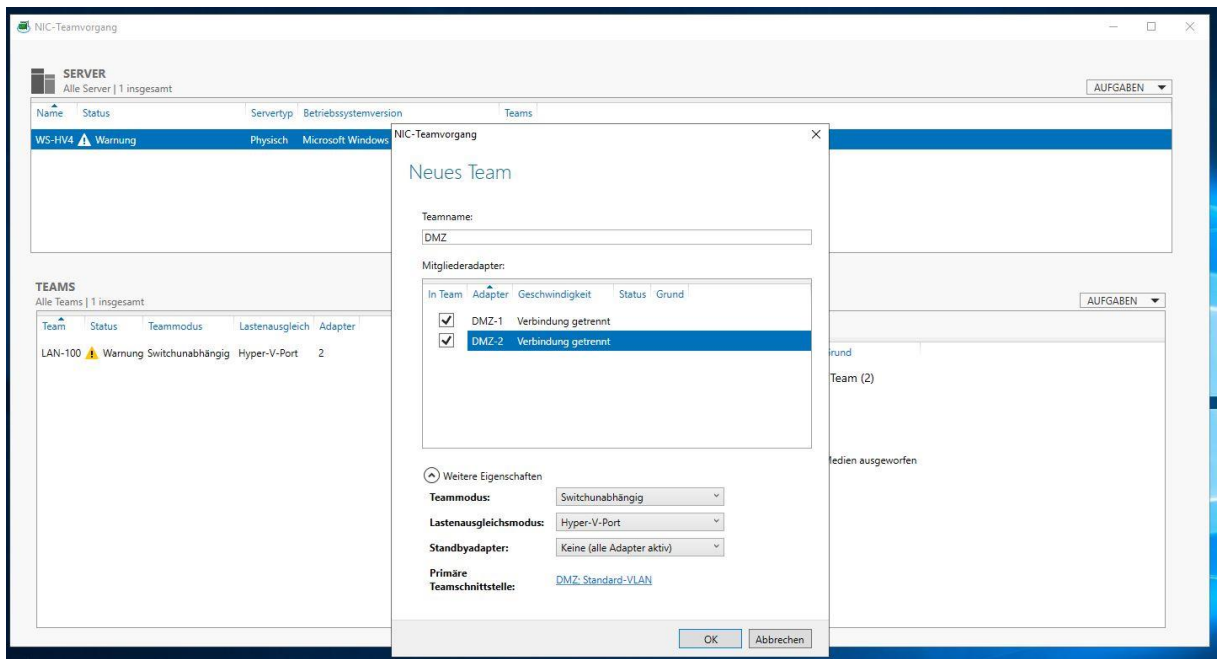 NIC-Teamvorgang
SERVER
Alle Server | 1 insgesamt
AUFGABEN
Name Status Servertyp Betriebssystemversion Teams
WS-HV4 Warnung Physisch Microsoft Windows
NIC-Teamvorgang
Neues Team
Teamname:
DMZ
Mitgliederadapter:
In Team Adapter Geschwindigkeit Status Grund
DMZ-1 Verbindung getrennt
DMZ-2 Verbindung getrennt
Weitere Eigenschaften
Teammodus: Switchunabhängig
Lastenausgleichsmodus: Hyper-V-Port
Standbyadapter: Keine (alle Adapter aktiv)
Primäre
Teamschnittstelle: DMZ: Standard-VLAN
OK Abbrechen
TEAMS
Alle Teams | 1 insgesamt
Team Status Teammodus Lastenausgleich Adapter
LAN-100 Warnung Switchunabhängig Hyper-V-Port 2
AUFGABEN
Team (2)
ausgeworfen